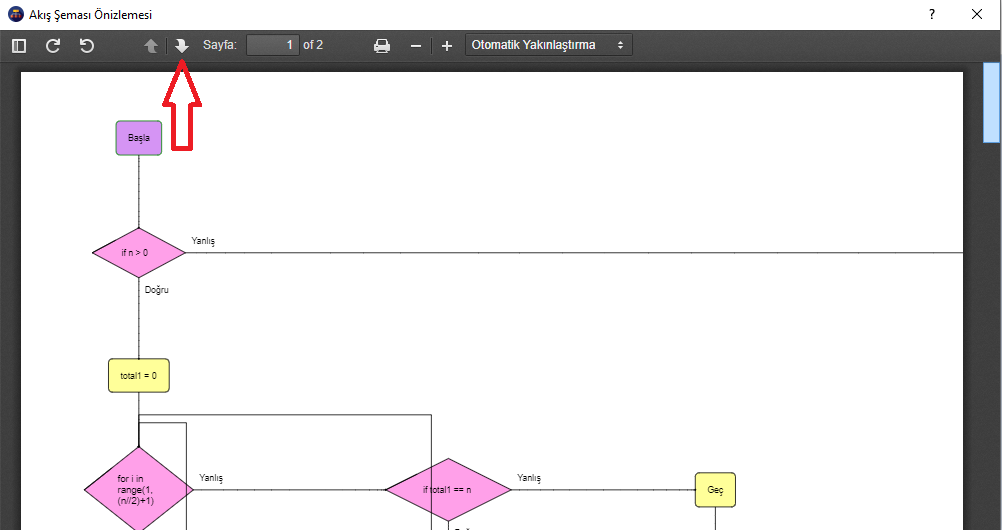 Akış Şeması Önizlemesi
?
Sayfa: 1 of 2
Otomatik Yakınlaştırma
Başla
Yanlış
if n > 0
Doğru
total1 = 0
for i in
range(1,
(n//2)+1)
Yanlış
if total1 == n
Yanlış
Geç